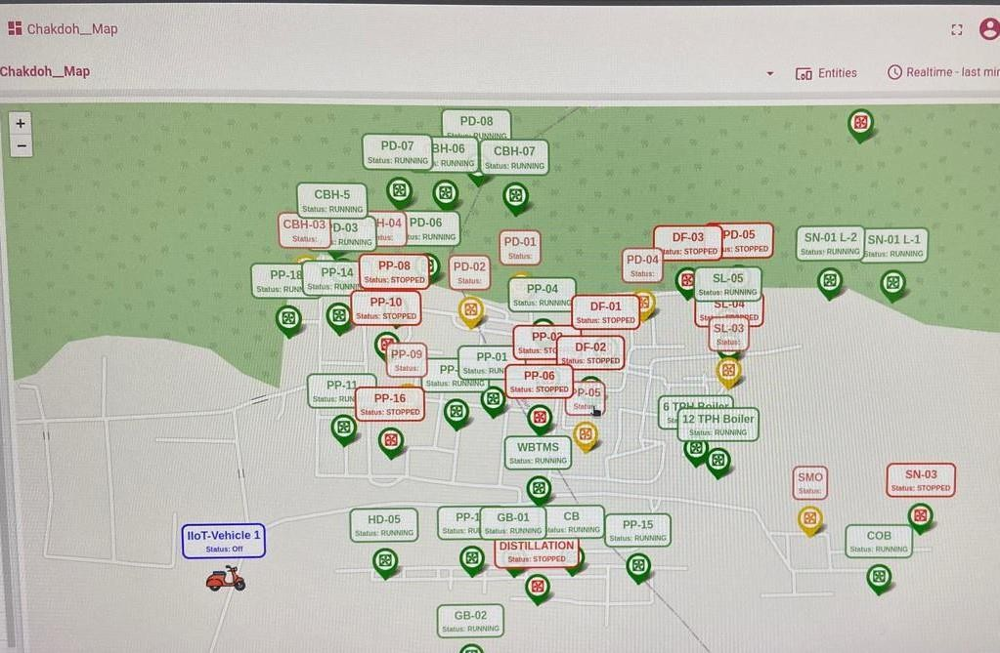 Chakdoh__Map
Chakdoh__Map
Entities
Realtime - last min
+
−
PD-08
Status: RUNNING
PD-07
Status: RUNNING
BH-06
Status: RUNNING
CBH-07
Status: RUNNING
CBH-5
Status: RUNNING
CBH-03
Status:
PD-03
Status: RUNNING
H-04
Status:
PD-06
Status: RUNNING
PD-01
Status:
DF-03
Status: STOPPED
PD-05
Status: STOPPED
SN-01 L-2
Status: RUNNING
SN-01 L-1
Status: RUNNING
PD-04
Status:
PP-18
Status: RUNN
PP-14
Status: RUNNING
PP-08
Status: STOPPED
PD-02
Status:
SL-05
Status: RUNNING
PP-04
Status: RUNNING
PP-10
Status: STOPPED
DF-01
Status: STOPPED
SL-04
Status: STOPPED
SL-03
Status:
PP-02
Status: STO
DF-02
Status: STOPPED
PP-09
Status:
PP-
Status: RUNNING
PP-01
Status: RUN
PP-06
Status: STOPPED
PP-11
Status: RUN
PP-16
Status: STOPPED
PP-05
Status:
6 TPH Boiler
12 TPH Boiler
Status: RUNNING
WBTMS
Status: RUNNING
SMO
Status:
SN-03
Status: STOPPED
HD-05
Status: RUNNING
PP-1
Status: RU
GB-01
Status: RUNNING
CB
Status: RUNNING
PP-15
Status: RUNNING
IIoT-Vehicle 1
Status: Off
DISTILLATION
Status: STOPPED
COB
Status: RUNNING
GB-02
Status: RUNNING